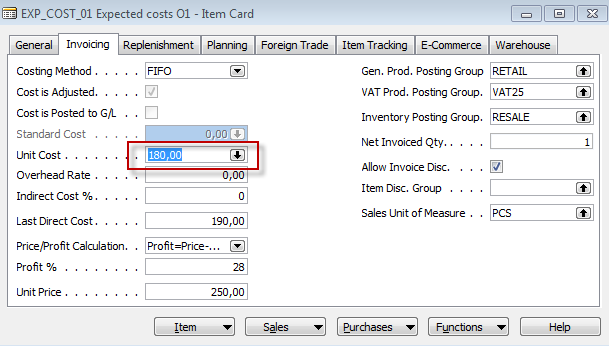 EXP_COST_01 Expected costs O1 - Item Card
General Invoicing Replenishment Planning Foreign Trade Item Tracking E-Commerce Warehouse
Costing Method . . . . . FIFO
Cost is Adjusted. . . . .
Cost is Posted to G/L . .
Standard Cost . . . . . . 0,00
Unit Cost. . . . . . . . 180,00
Overhead Rate . . . . . 0,00
Indirect Cost % . . . . . 0
Last Direct Cost . . . . . 190,00
Price/Profit Calculation. . Profit=Price-...
Profit % . . . . . . . . 28
Unit Price . . . . . . . . 250,00
Gen. Prod. Posting Group RETAIL
VAT Prod. Posting Group. VAT25
Inventory Posting Group. RESALE
Net Invoiced Qty. . . . . 1
Allow Invoice Disc. . . .
Item Disc. Group . . . .
Sales Unit of Measure . . PCS
Item Sales Purchases Functions Help